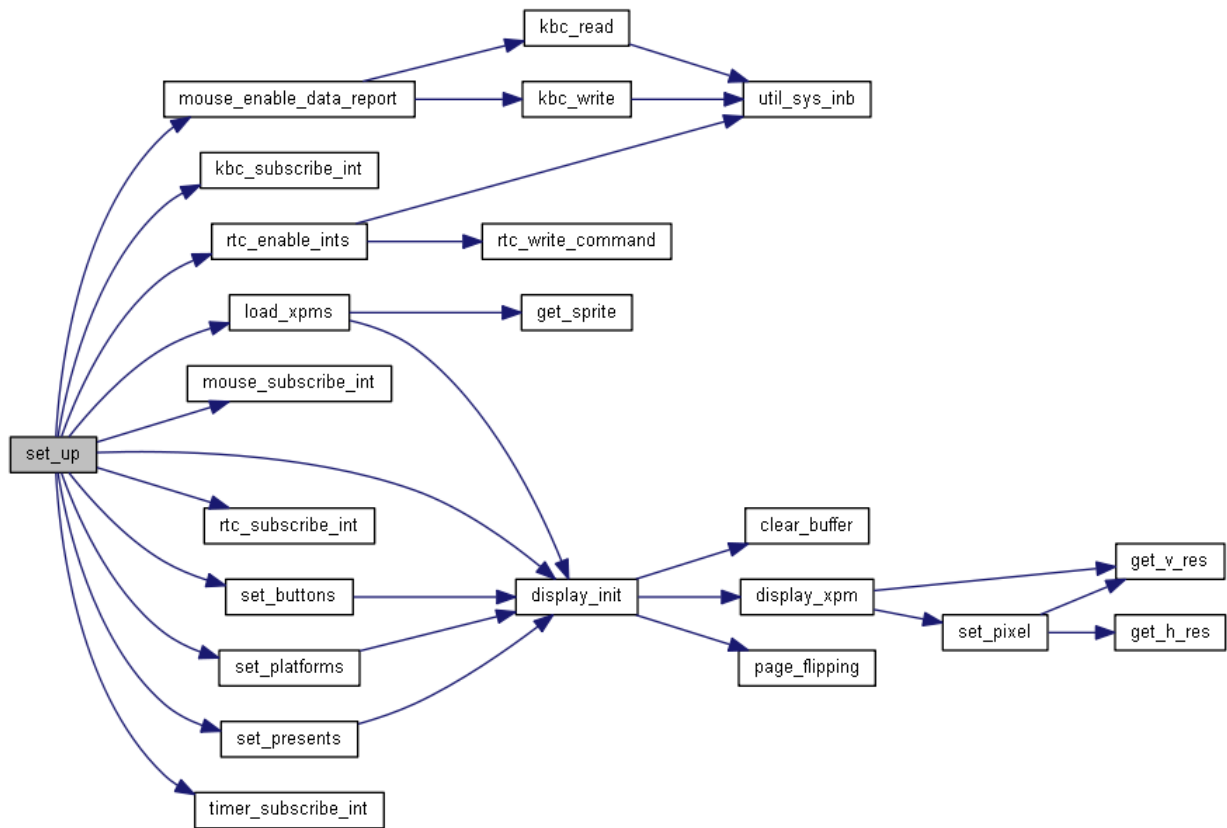 kbc_read
mouse_enable_data_report
kbc_write
util_sys_inb
kbc_subscribe_int
rtc_enable_ints
rtc_write_command
load_xpms
get_sprite
mouse_subscribe_int
set_up
rtc_subscribe_int
clear_buffer
get_v_res
set_buttons
display_init
display_xpm
set_pixel
get_h_res
set_platforms
page_flipping
set_presents
timer_subscribe_int